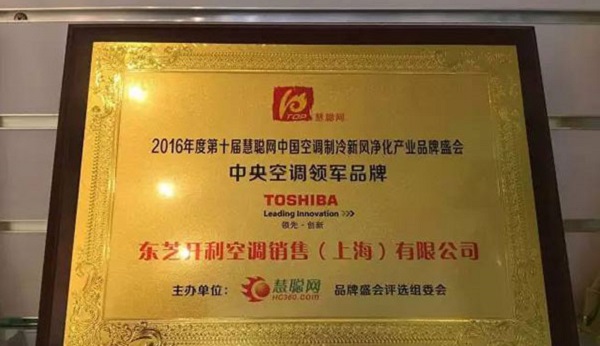 TOP 慧聪网
2016年度第十届慧聪网中国空调制冷新风净化产业品牌盛会
中央空调领军品牌
TOSHIBA
Leading Innovation >>>
领先·创新
东芝开利空调销售（上海）有限公司
主办单位： 慧聪网 HC360.com 品牌盛会评选组委会